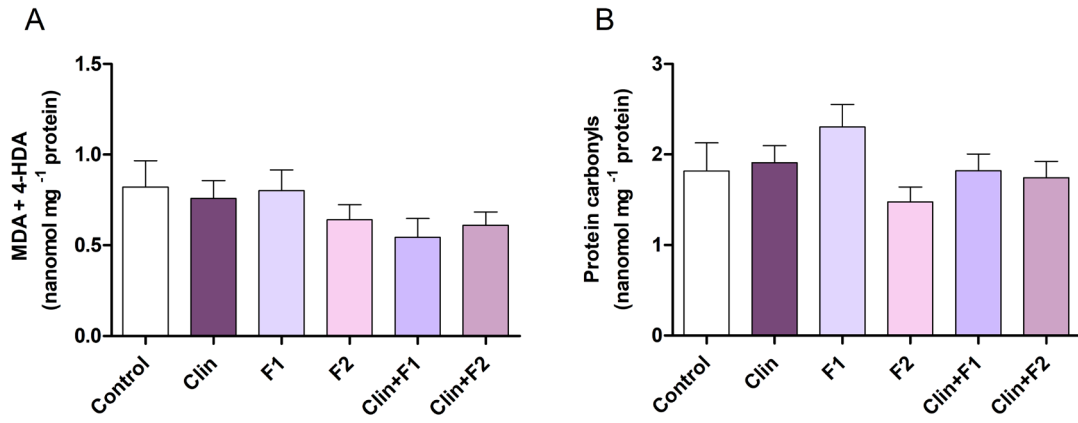 A
MDA + 4-HDA
(nanomol mg -1 protein)
1.5
1.0
0.5
0.0
Control
Clin
F1
F2
Clin+F1
Clin+F2
B
Protein carbonyls
(nanomol mg -1 protein)
3
2
1
0
Control
Clin
F1
F2
Clin+F1
Clin+F2